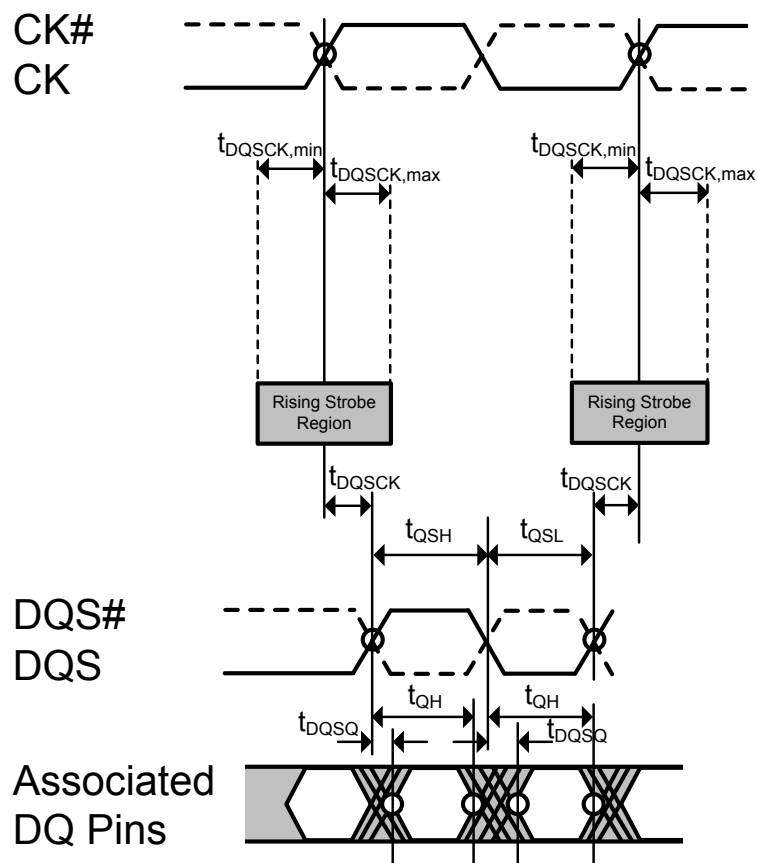 CK#
CK
tDQSCK,min
tDQSCK,max
tDQSCK,min
tDQSCK,max
Rising Strobe
Region
Rising Strobe
Region
tDQSCK
tDQSCK
tQSH
tQSL
DQS#
DQS
tQH
tQH
tDQSQ
tDQSQ
Associated
DQ Pins